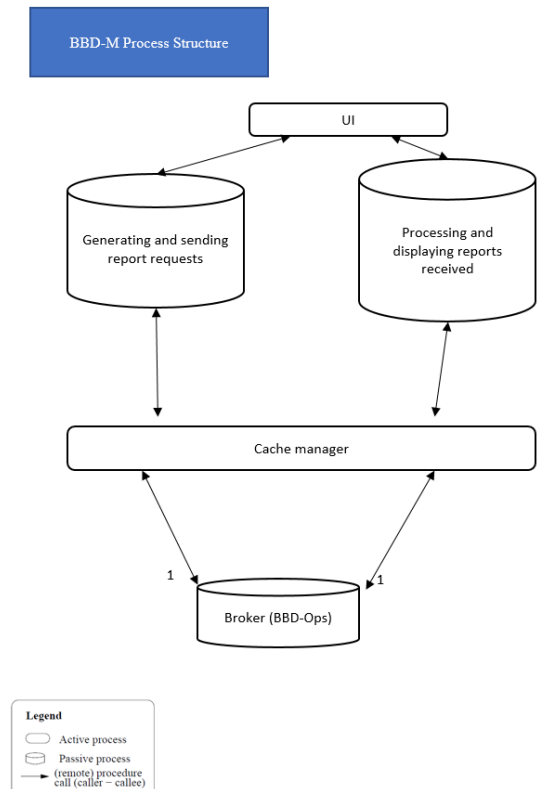 BBD-M Process Structure
UI
Generating and sending
report requests
Processing and
displaying reports
received
Cache manager
1
1
Broker (BBD-Ops)
Legend
Active process
Passive process
(remote) procedure
call (caller – callee)